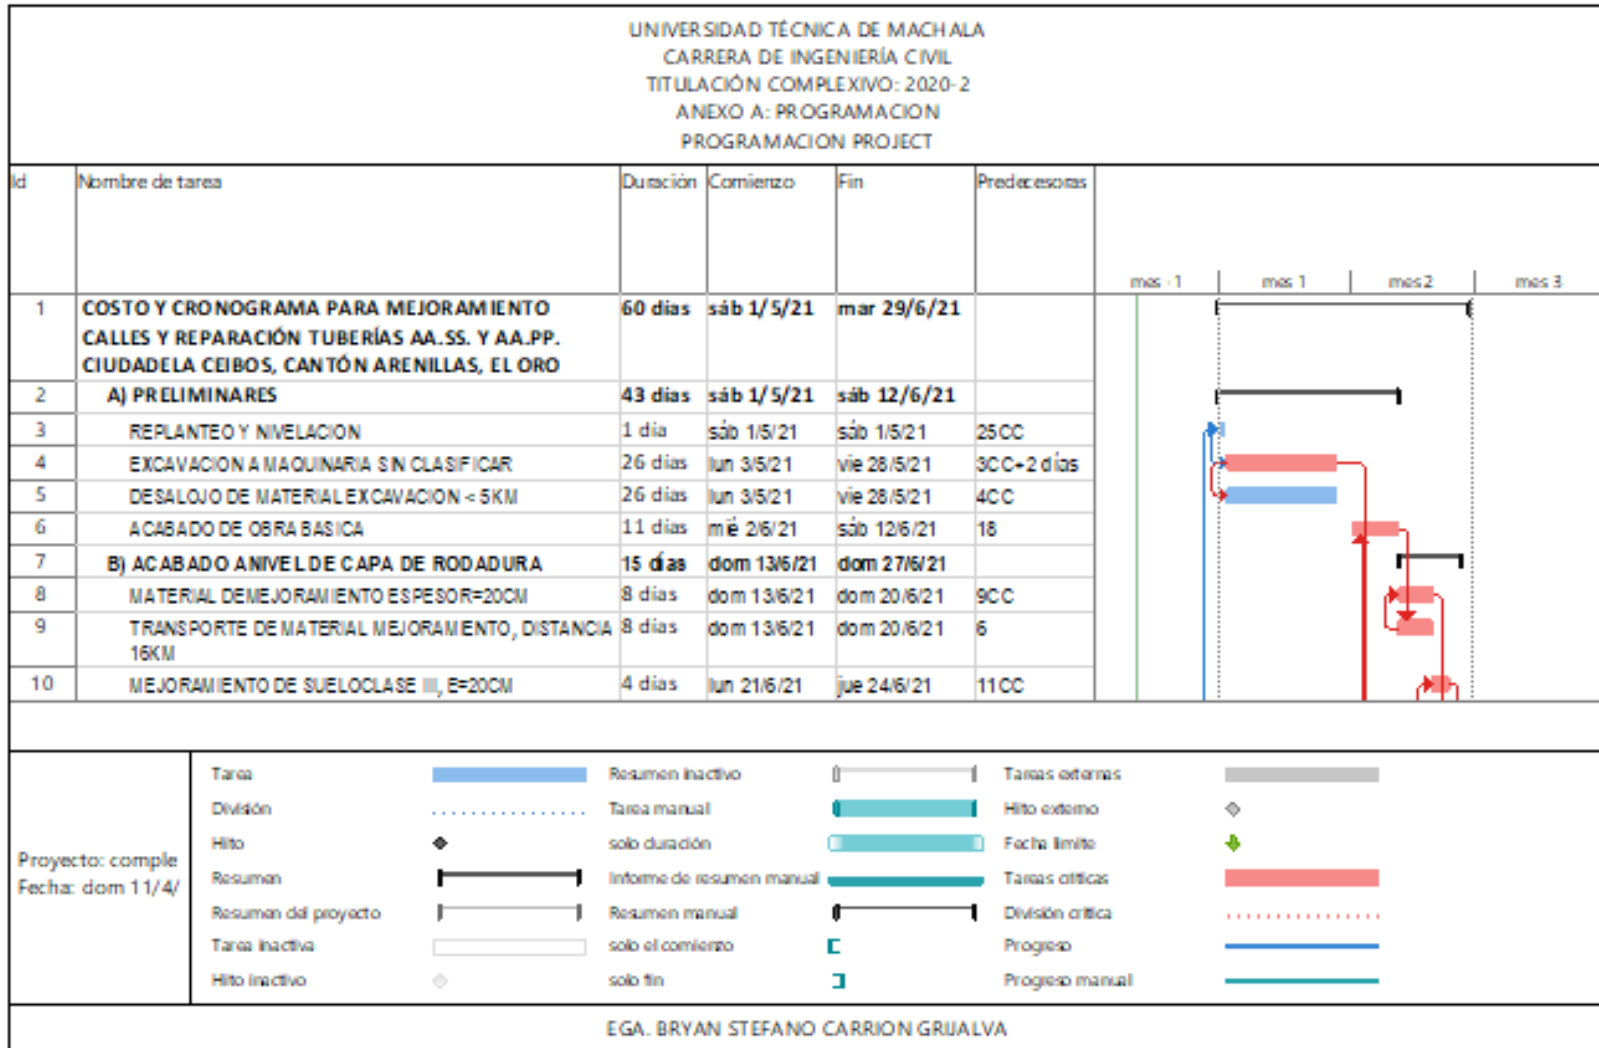 UNIVERSIDAD TÉCNICA DE MACHALA
CARRERA DE INGENIERÍA CIVIL
TITULACIÓN COMPLEXIVO: 2020-2
ANEXO A: PROGRAMACION
PROGRAMACION PROJECT
Id Nombre de tarea Duración Comienzo Fin Predecesoras
mes -1 mes 1 mes 2 mes 3
1 COSTO Y CRONOGRAMA PARA MEJORAMIENTO 60 días sáb 1/5/21 mar 29/6/21
CALLES Y REPARACIÓN TUBERÍAS AA.SS. Y AA.PP.
CIUDADELA CEIBOS, CANTÓN ARENILLAS, EL ORO
2 A) PRELIMINARES 43 días sáb 1/5/21 sáb 12/6/21
3 REPLANTEO Y NIVELACION 1 día sáb 1/5/21 sáb 1/5/21 25CC
4 EXCAVACION A MAQUINARIA SIN CLASIFICAR 26 días lun 3/5/21 vie 28/5/21 3CC+2 días
5 DESALOJO DE MATERIAL EXCAVACION < 5KM 26 días lun 3/5/21 vie 28/5/21 4CC
6 ACABADO DE OBRA BASICA 11 días mié 2/6/21 sáb 12/6/21 18
7 B) ACABADO A NIVEL DE CAPA DE RODADURA 15 días dom 13/6/21 dom 27/6/21
8 MATERIAL DE MEJORAMIENTO ESPESOR=20CM 8 días dom 13/6/21 dom 20/6/21 9CC
9 TRANSPORTE DE MATERIAL MEJORAMIENTO, DISTANCIA 8 días dom 13/6/21 dom 20/6/21 6
16KM
10 MEJORAMIENTO DE SUELO CLASE III, E=20CM 4 días lun 21/6/21 jue 24/6/21 11CC
Proyecto: comple
Fecha: dom 11/4/
Tarea Resumen inactivo Tareas externas
División Tarea manual Hito externo
Hito solo duración Fecha límite
Resumen Informe de resumen manual Tareas críticas
Resumen del proyecto Resumen manual División crítica
Tarea inactiva solo el comienzo Progreso
Hito inactivo solo fin Progreso manual
EGA. BRYAN STEFANO CARRION GRIJALVA